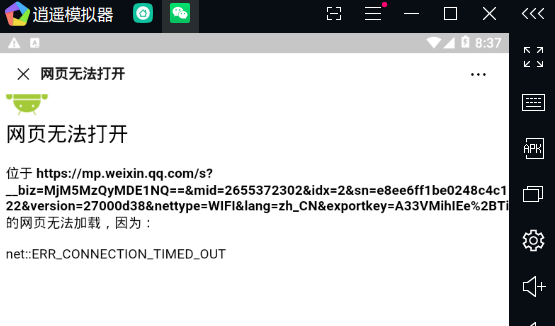 逍遥模拟器
8:37
网页无法打开
网页无法打开
位于 https://mp.weixin.qq.com/s?
__biz=MjM5MzQyMDE1NQ==&mid=2655372302&idx=2&sn=e8ee6ff1be0248c4c1
22&version=27000d38&nettype=WIFI&lang=zh_CN&exportkey=A33VMihIEe%2BTi
的网页无法加载，因为：
net::ERR_CONNECTION_TIMED_OUT
APK